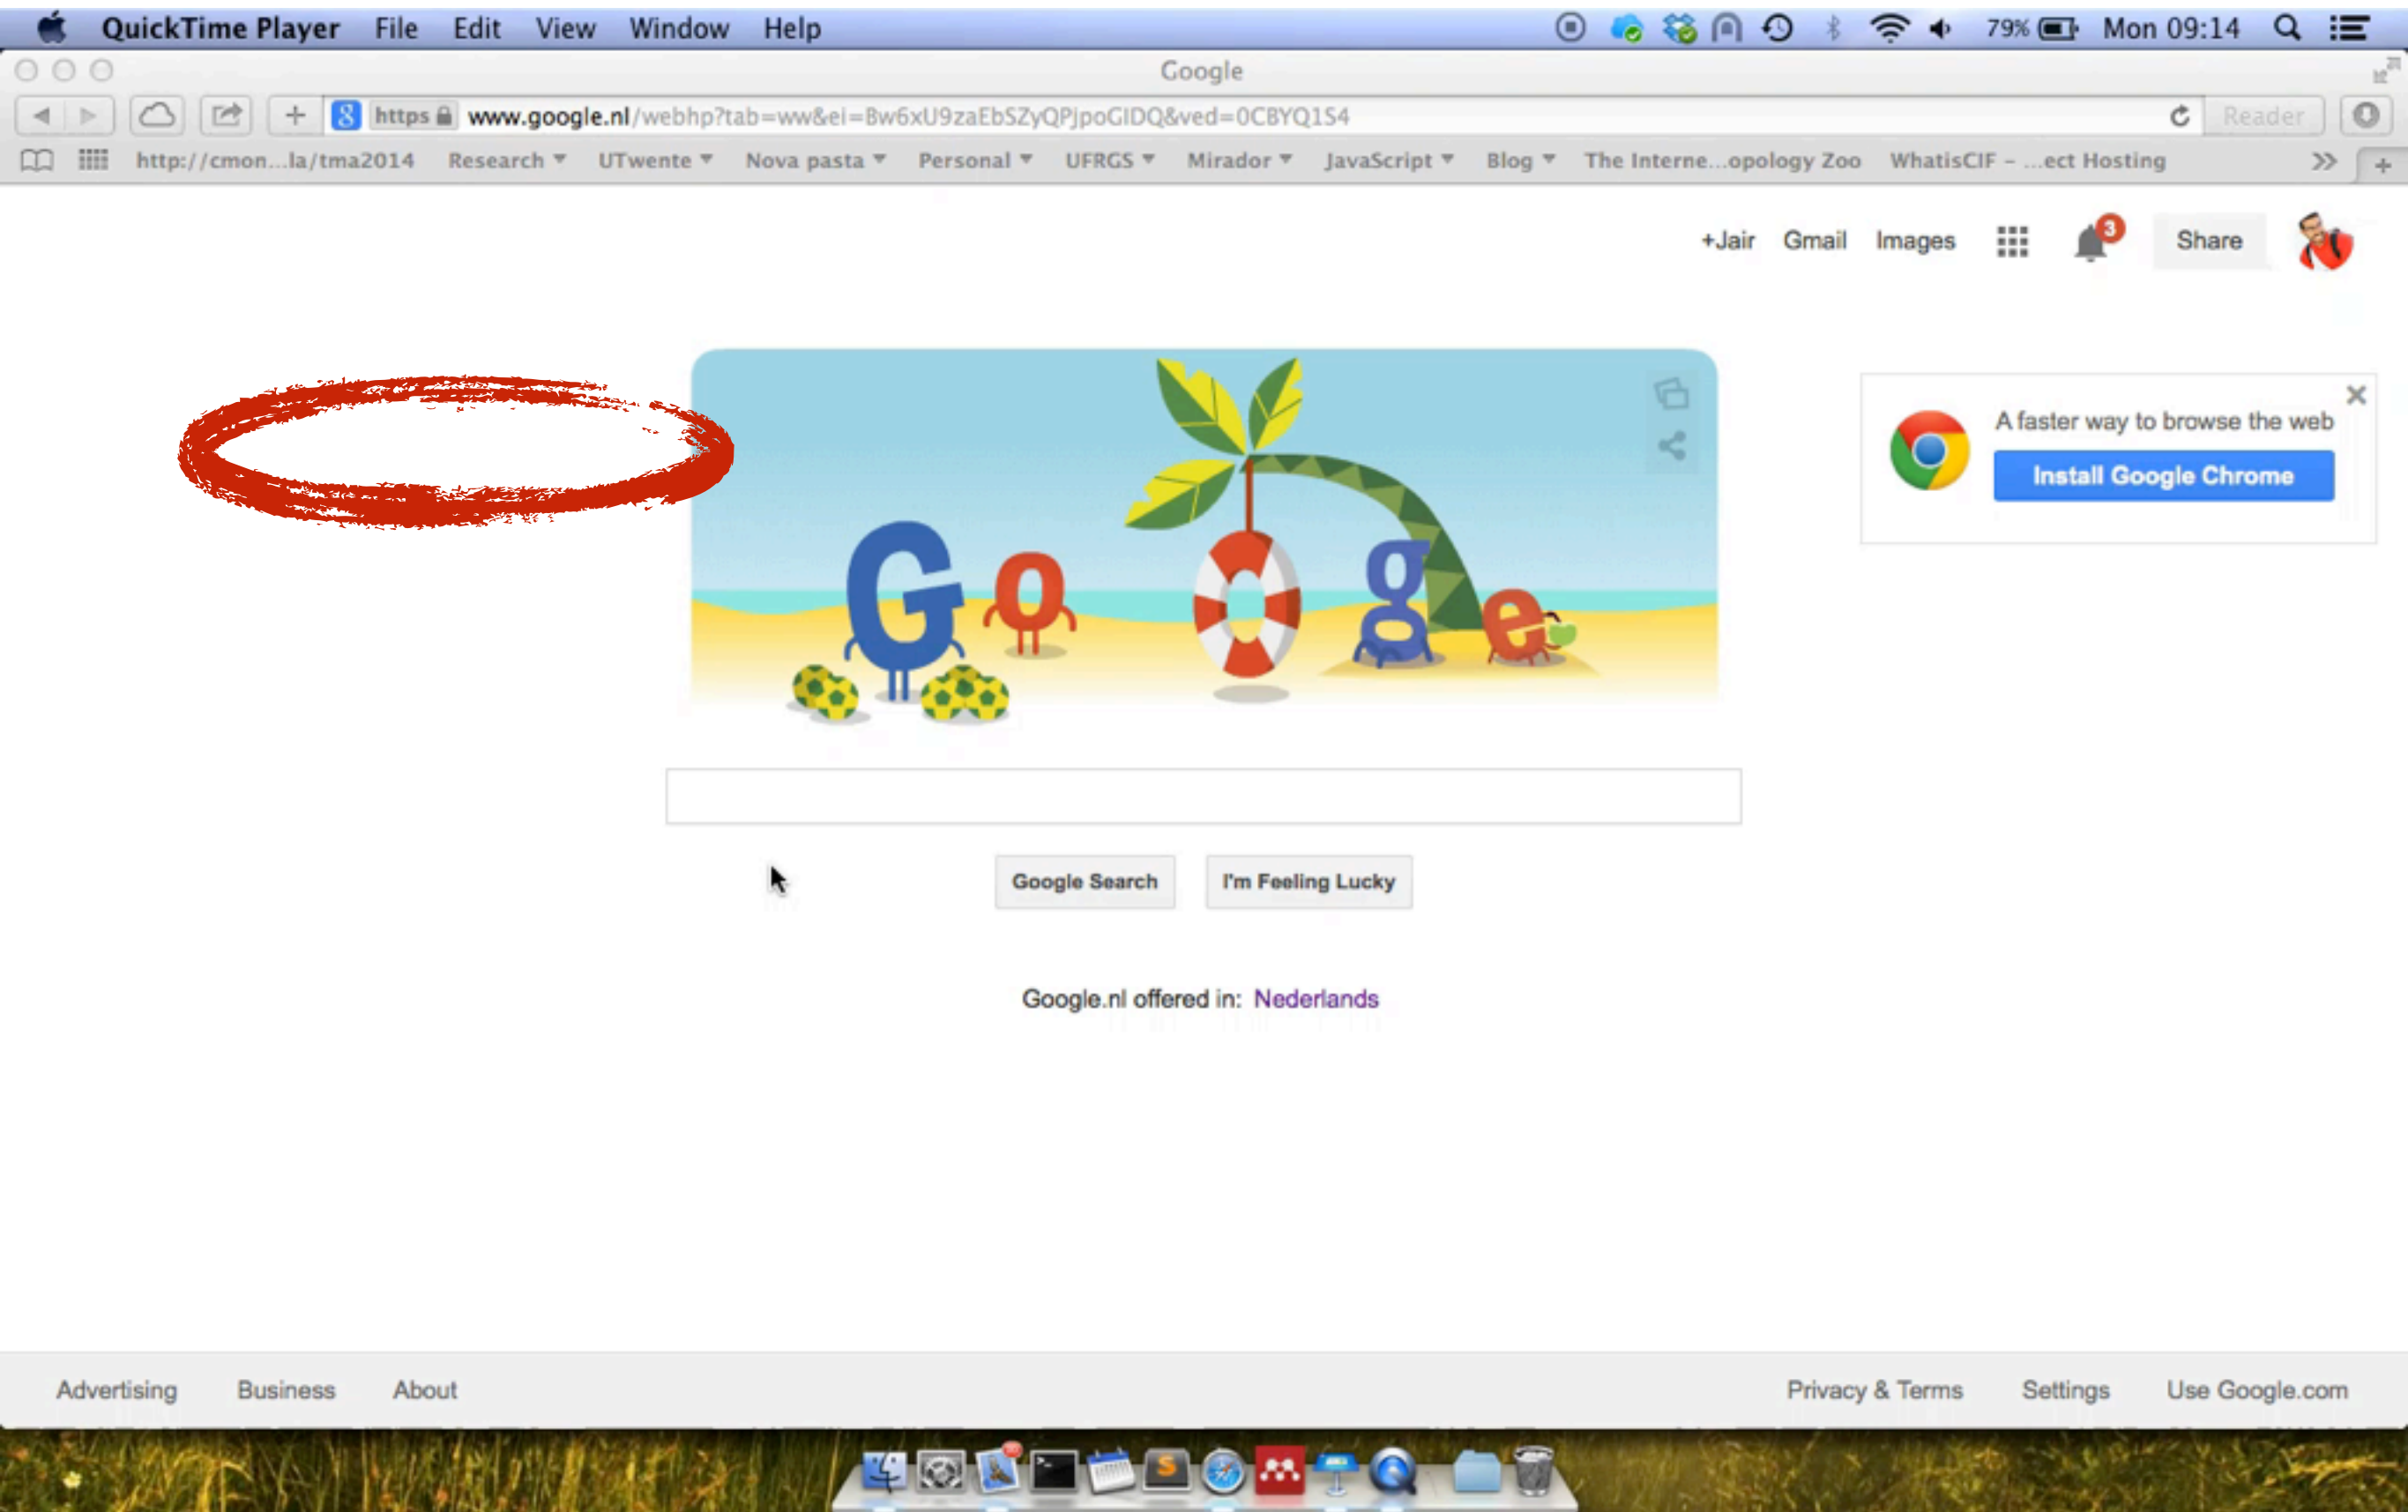 QuickTime Player File Edit View Window Help 79% Mon 09:14
Google
https www.google.nl/webhp?tab=ww&ei=Bw6xU9zaEbSZyQPjpoGIDQ&ved=0CBYQ1S4 Reader
http://cmon...la/tma2014 Research UTwente Nova pasta Personal UFRGS Mirador JavaScript Blog The Interne...opology Zoo WhatisCIF - ...ect Hosting
+Jair Gmail Images 3 Share
A faster way to browse the web
Install Google Chrome
Go oge
Google Search I'm Feeling Lucky
Google.nl offered in: Nederlands
Advertising Business About Privacy & Terms Settings Use Google.com